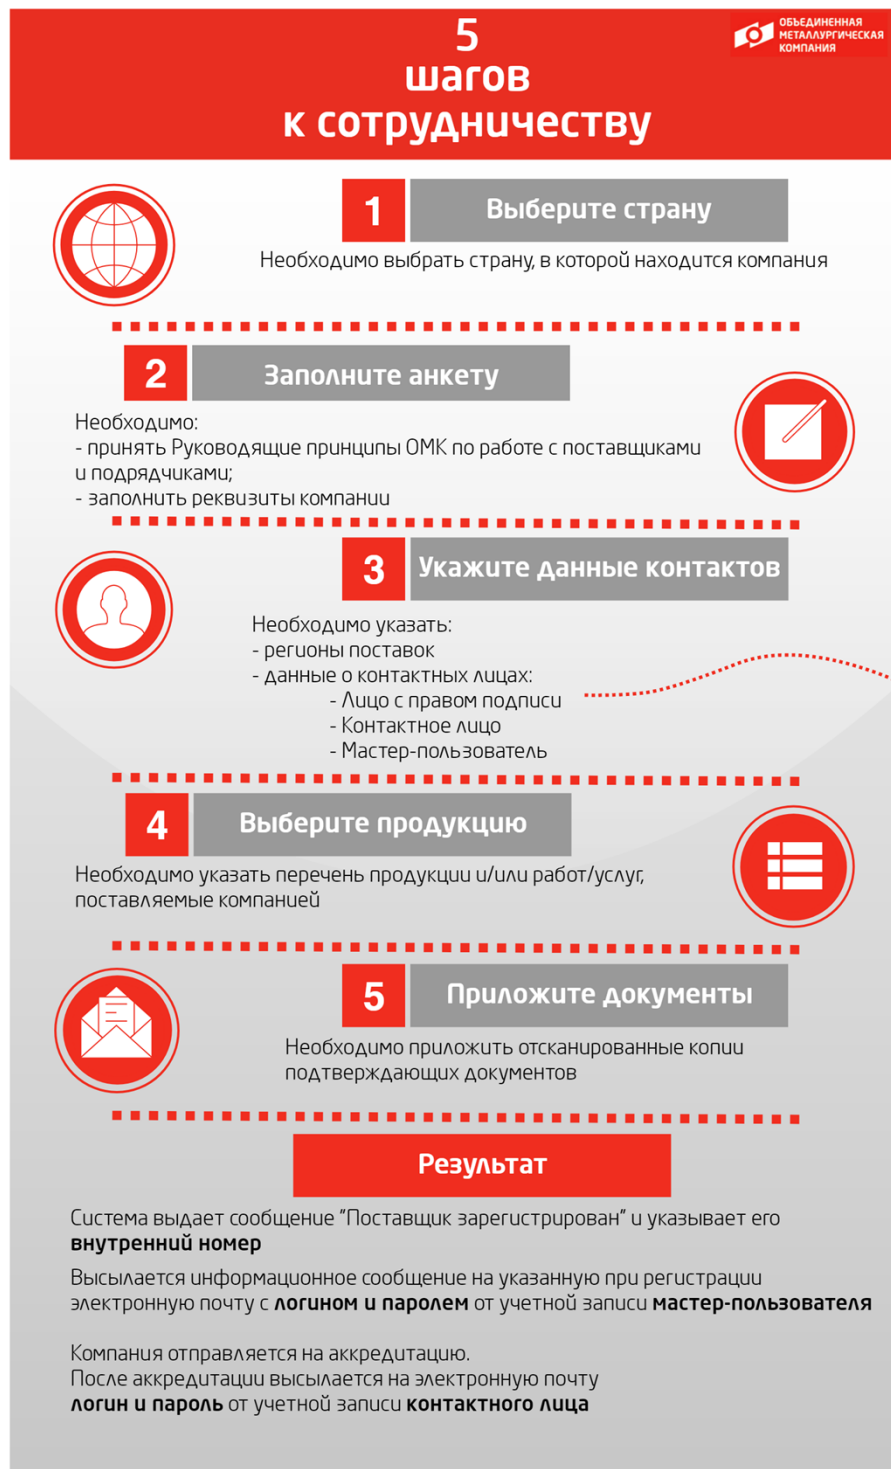 5
шагов
к сотрудничеству
ОБЪЕДИНЕННАЯ
МЕТАЛЛУРГИЧЕСКАЯ
КОМПАНИЯ
1
Выберите страну
Необходимо выбрать страну, в которой находится компания
2
Заполните анкету
Необходимо:
- принять Руководящие принципы ОМК по работе с поставщиками
и подрядчиками;
- заполнить реквизиты компании
3
Укажите данные контактов
Необходимо указать:
- регионы поставок
- данные о контактных лицах:
- Лицо с правом подписи
- Контактное лицо
- Мастер-пользователь
4
Выберите продукцию
Необходимо указать перечень продукции и/или работ/услуг,
поставляемые компанией
5
Приложите документы
Необходимо приложить отсканированные копии
подтверждающих документов
Результат
Система выдает сообщение "Поставщик зарегистрирован" и указывает его
внутренний номер
Высылается информационное сообщение на указанную при регистрации
электронную почту с логином и паролем от учетной записи мастер-пользователя
Компания отправляется на аккредитацию.
После аккредитации высылается на электронную почту
логин и пароль от учетной записи контактного лица